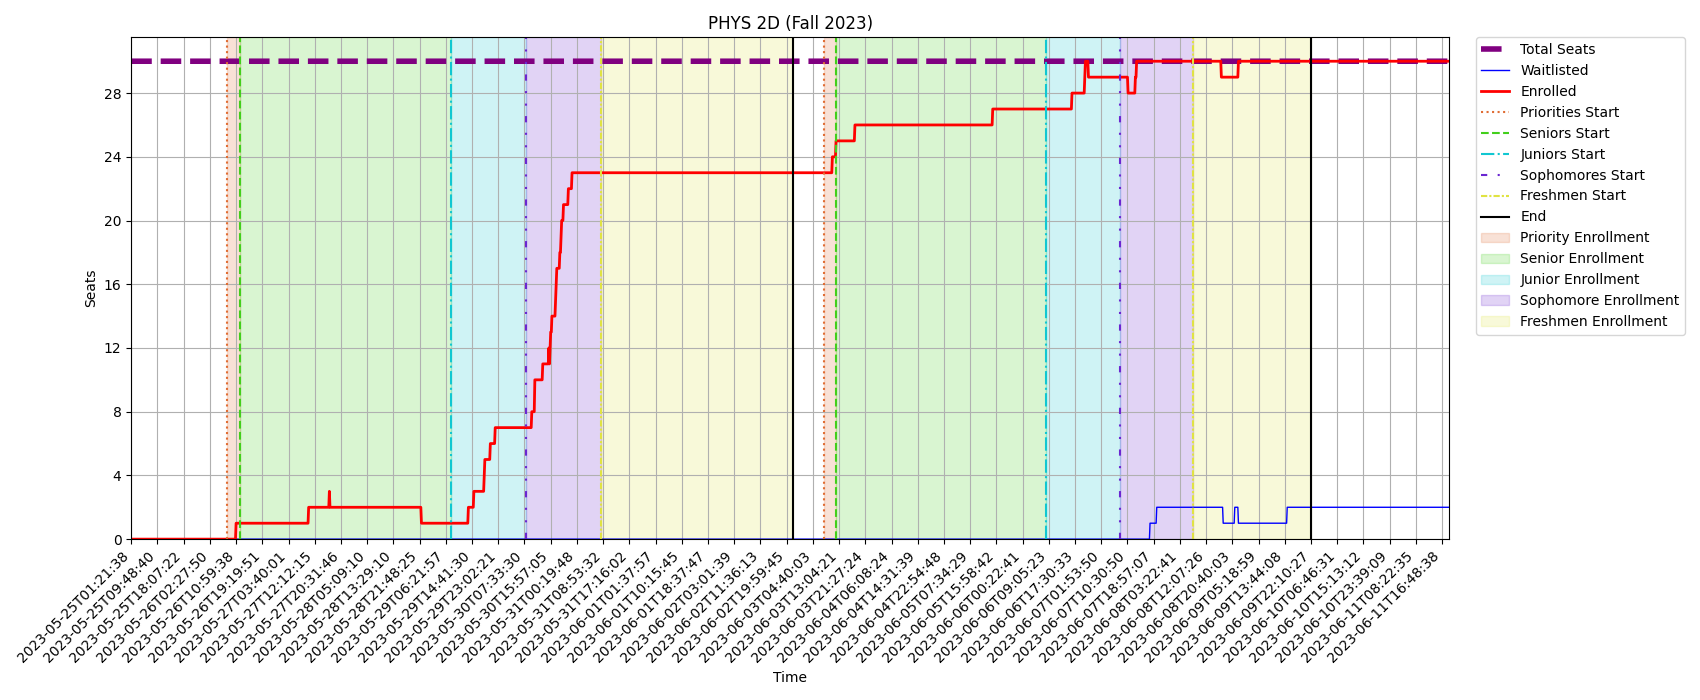 PHYS 2D (Fall 2023)
Seats
28
24
20
16
12
8
4
0
2023-05-25T01:21:38
2023-05-25T09:48:40
2023-05-25T18:07:22
2023-05-26T02:27:50
2023-05-26T10:59:38
2023-05-26T19:19:51
2023-05-27T03:40:01
2023-05-27T12:12:15
2023-05-27T20:31:46
2023-05-28T05:09:10
2023-05-28T13:29:10
2023-05-28T21:48:25
2023-05-29T06:21:57
2023-05-29T14:41:30
2023-05-29T23:02:21
2023-05-30T07:33:30
2023-05-30T15:57:05
2023-05-31T00:19:48
2023-05-31T08:53:32
2023-05-31T17:16:02
2023-06-01T01:37:57
2023-06-01T10:15:45
2023-06-01T18:37:47
2023-06-02T03:01:39
2023-06-02T11:36:13
2023-06-02T19:59:45
2023-06-03T04:40:03
2023-06-03T13:04:21
2023-06-03T21:27:24
2023-06-04T06:08:24
2023-06-04T14:31:39
2023-06-04T22:54:48
2023-06-05T07:34:29
2023-06-05T15:58:42
2023-06-06T00:22:41
2023-06-06T09:05:23
2023-06-06T17:30:33
2023-06-07T01:53:50
2023-06-07T10:30:50
2023-06-07T18:57:07
2023-06-08T03:22:41
2023-06-08T12:07:26
2023-06-08T20:40:03
2023-06-09T05:18:59
2023-06-09T13:44:08
2023-06-09T22:10:27
2023-06-10T06:46:31
2023-06-10T15:13:12
2023-06-10T23:39:09
2023-06-11T08:22:35
2023-06-11T16:48:38
Time
Total Seats
Waitlisted
Enrolled
Priorities Start
Seniors Start
Juniors Start
Sophomores Start
Freshmen Start
End
Priority Enrollment
Senior Enrollment
Junior Enrollment
Sophomore Enrollment
Freshmen Enrollment